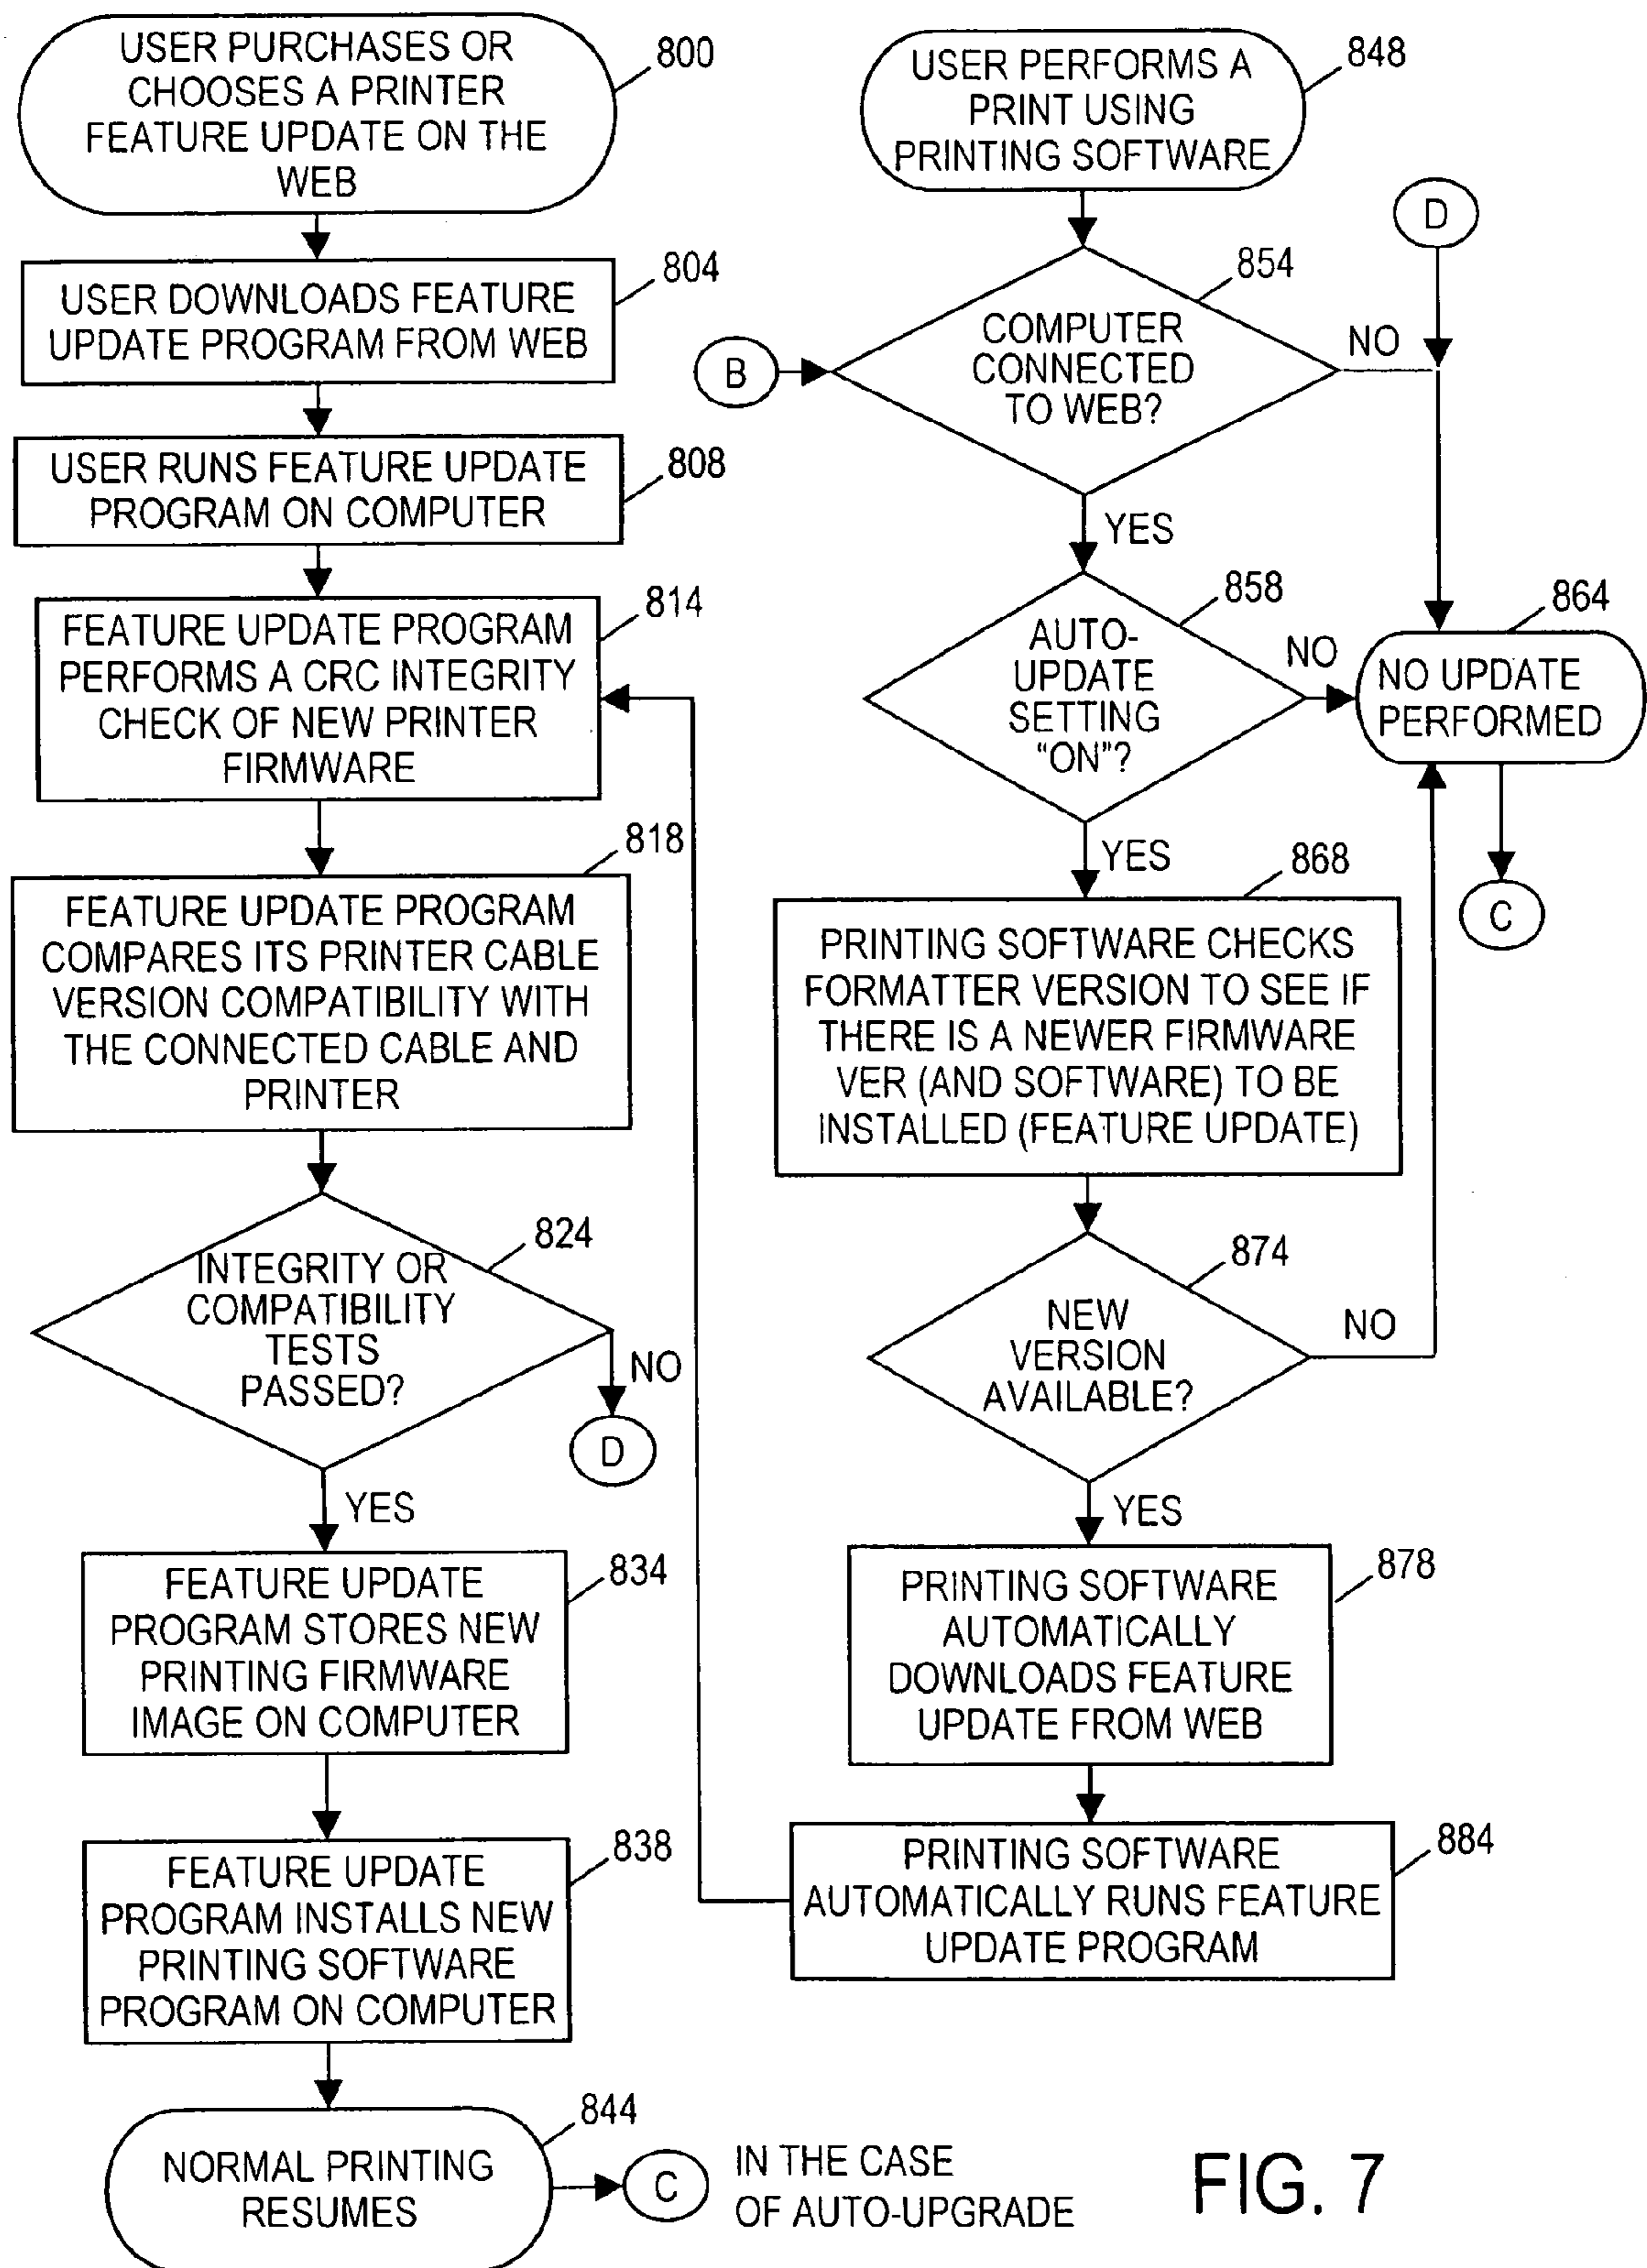 USER PURCHASES OR
CHOOSES A PRINTER
FEATURE UPDATE ON THE
WEB
800
USER DOWNLOADS FEATURE
UPDATE PROGRAM FROM WEB
804
USER RUNS FEATURE UPDATE
PROGRAM ON COMPUTER
808
FEATURE UPDATE PROGRAM
PERFORMS A CRC INTEGRITY
CHECK OF NEW PRINTER
FIRMWARE
814
FEATURE UPDATE PROGRAM
COMPARES ITS PRINTER CABLE
VERSION COMPATIBILITY WITH
THE CONNECTED CABLE AND
PRINTER
818
INTEGRITY OR
COMPATIBILITY
TESTS
PASSED?
824
NO
D
YES
FEATURE UPDATE
PROGRAM STORES NEW
PRINTING FIRMWARE
IMAGE ON COMPUTER
834
FEATURE UPDATE
PROGRAM INSTALLS NEW
PRINTING SOFTWARE
PROGRAM ON COMPUTER
838
NORMAL PRINTING
RESUMES
844
C
IN THE CASE
OF AUTO-UPGRADE
USER PERFORMS A
PRINT USING
PRINTING SOFTWARE
848
D
B
COMPUTER
CONNECTED
TO WEB?
854
NO
YES
AUTO-
UPDATE
SETTING
“ON”?
858
NO
NO UPDATE
PERFORMED
864
C
YES
PRINTING SOFTWARE CHECKS
FORMATTER VERSION TO SEE IF
THERE IS A NEWER FIRMWARE
VER (AND SOFTWARE) TO BE
INSTALLED (FEATURE UPDATE)
868
NEW
VERSION
AVAILABLE?
874
NO
YES
PRINTING SOFTWARE
AUTOMATICALLY
DOWNLOADS FEATURE
UPDATE FROM WEB
878
PRINTING SOFTWARE
AUTOMATICALLY RUNS FEATURE
UPDATE PROGRAM
884
FIG. 7